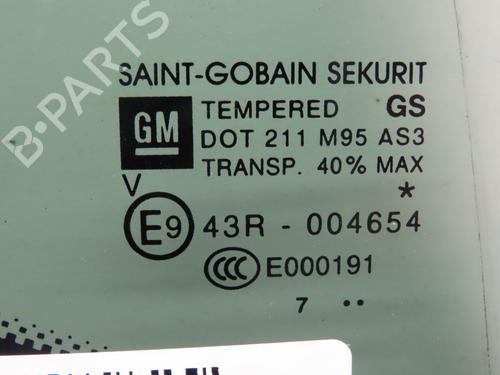 SAINT-GOBAIN SEKURIT
GM TEMPERED GS
DOT 211 M95 AS3
TRANSP. 40% MAX
V *
E9 43R - 004654
CCC E000191
7 ..
B-PARTS